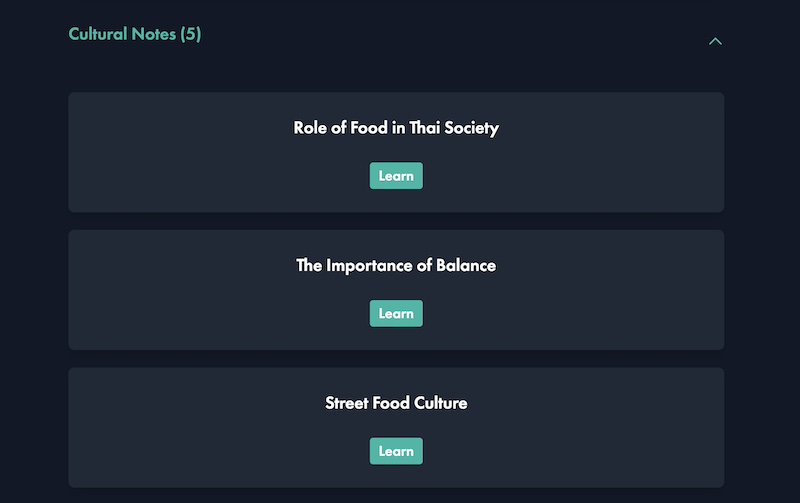 Cultural Notes (5)
Role of Food in Thai Society
Learn
The Importance of Balance
Learn
Street Food Culture
Learn